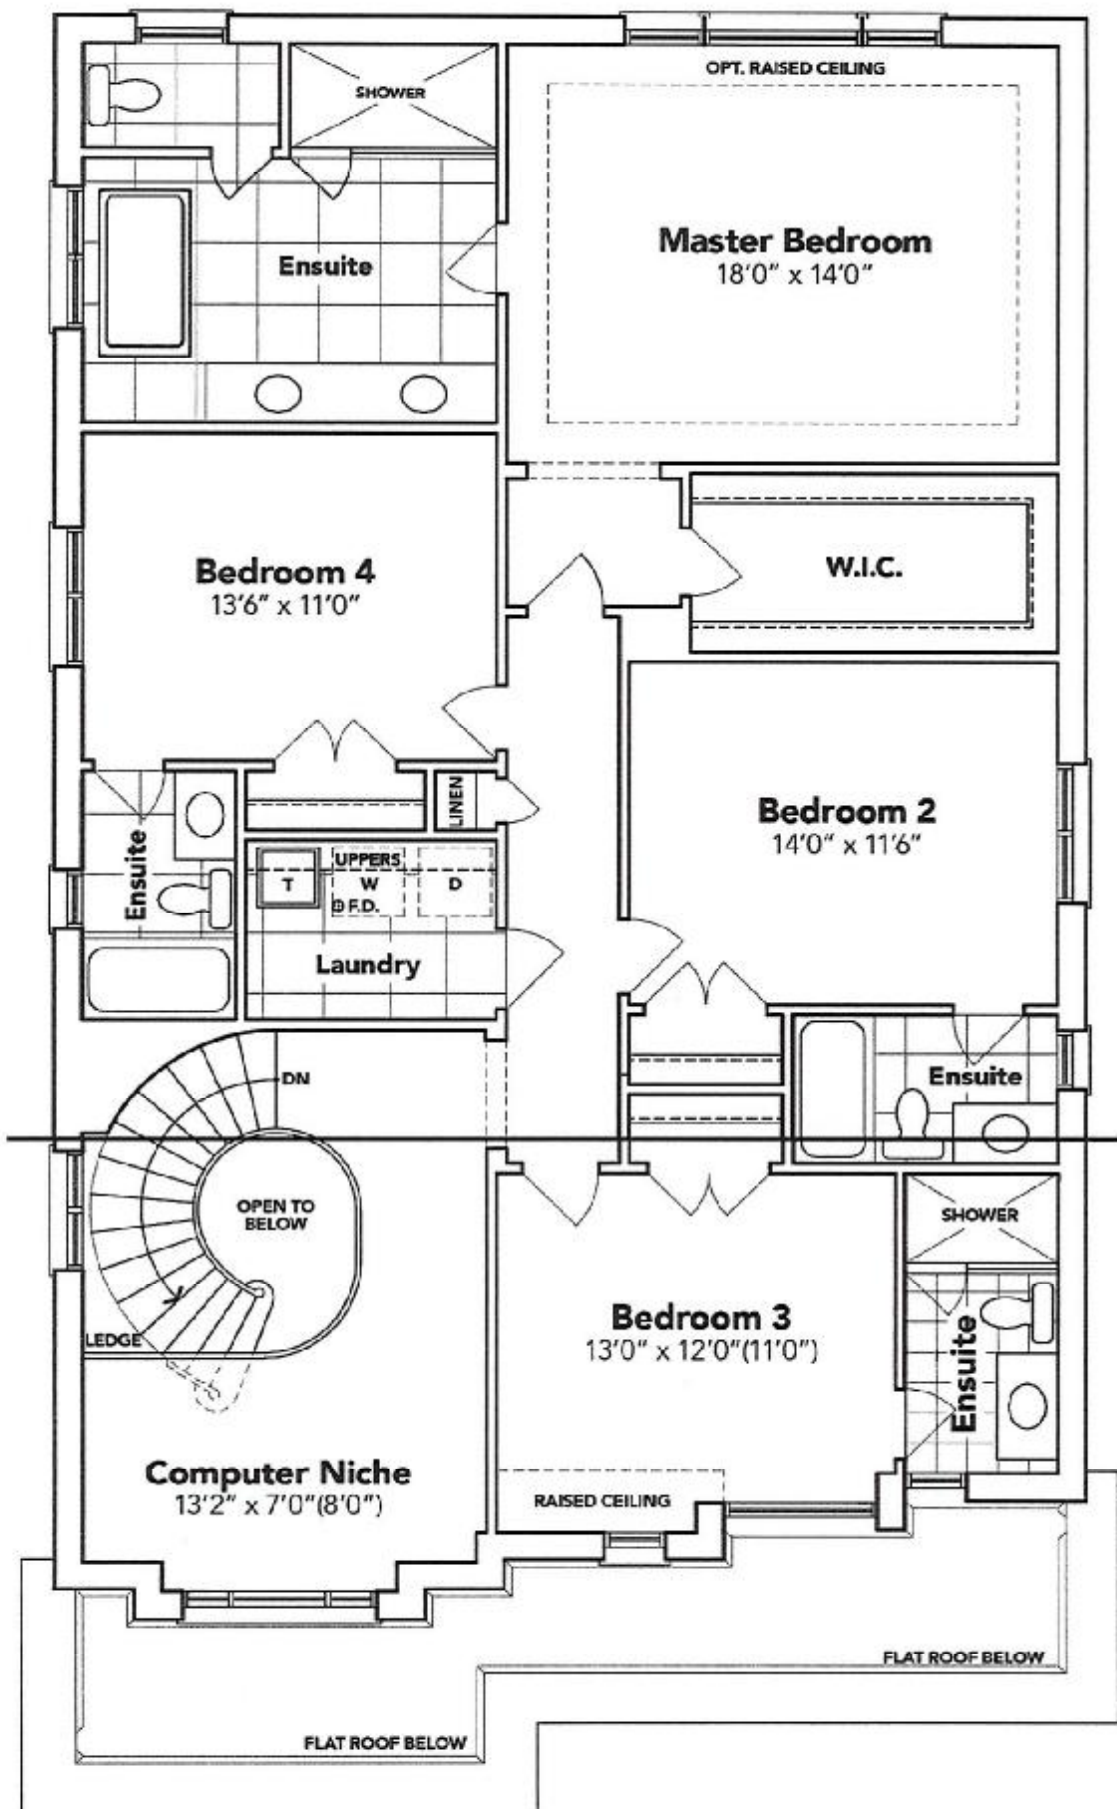 OPT. RAISED CEILING
SHOWER
Master Bedroom
18'0" x 14'0"
Ensuite
Bedroom 4
13'6" x 11'0"
W.I.C.
LINEN
Bedroom 2
14'0" x 11'6"
Ensuite
UPPERS
T
W
D
F.D.
Laundry
DN
Ensuite
OPEN TO
BELOW
SHOWER
LEDGE
Bedroom 3
13'0" x 12'0"(11'0")
Ensuite
Computer Niche
13'2" x 7'0"(8'0")
RAISED CEILING
FLAT ROOF BELOW
FLAT ROOF BELOW